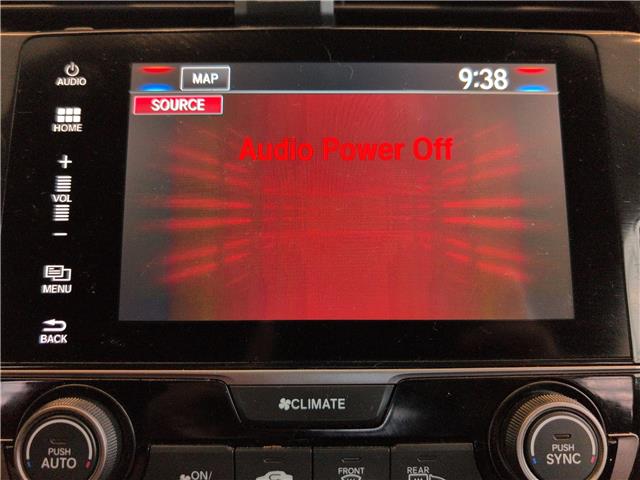 AUDIO
MAP
9:38
SOURCE
HOME
Audio Power Off
+
VOL
−
MENU
BACK
CLIMATE
PUSH
AUTO
ON/
FRONT
REAR
PUSH
SYNC